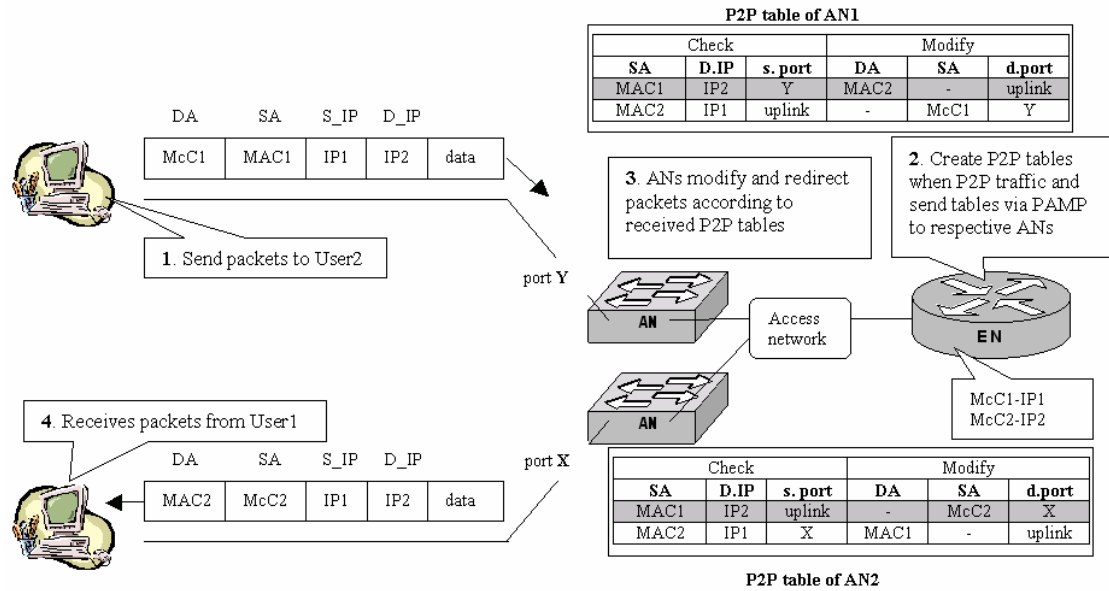 P2P table of AN1
Check Modify
SA D.IP s. port DA SA d.port
MAC1 IP2 Y MAC2 - uplink
MAC2 IP1 uplink - McC1 Y
DA SA S_IP D_IP
McC1 MAC1 IP1 IP2 data
1. Send packets to User2
port Y
3. ANs modify and redirect
packets according to
received P2P tables
2. Create P2P tables
when P2P traffic and
send tables via PAMP
to respective ANs
AN
Access
network
EN
AN
McC1-IP1
McC2-IP2
4. Receives packets from User1
DA SA S_IP D_IP
MAC2 McC2 IP1 IP2 data
port X
Check Modify
SA D.IP s. port DA SA d.port
MAC1 IP2 uplink - McC2 X
MAC2 IP1 X MAC1 - uplink
P2P table of AN2